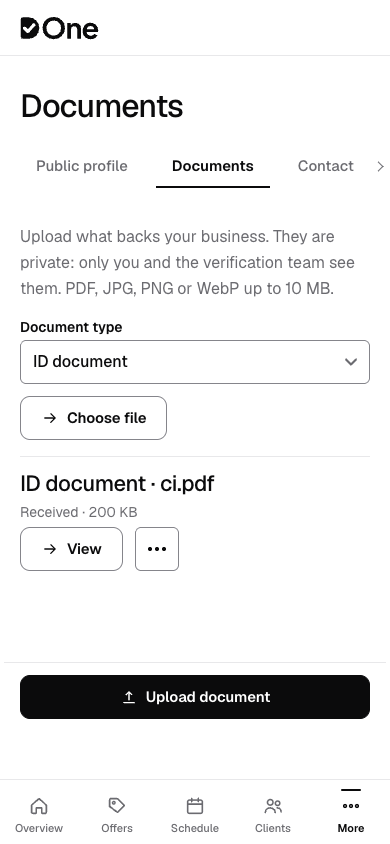 One
Documents
Public profile Documents Contact
Upload what backs your business. They are
private: only you and the verification team see
them. PDF, JPG, PNG or WebP up to 10 MB.
Document type
ID document
Choose file
ID document · ci.pdf
Received · 200 KB
View
Upload document
Overview Offers Schedule Clients More